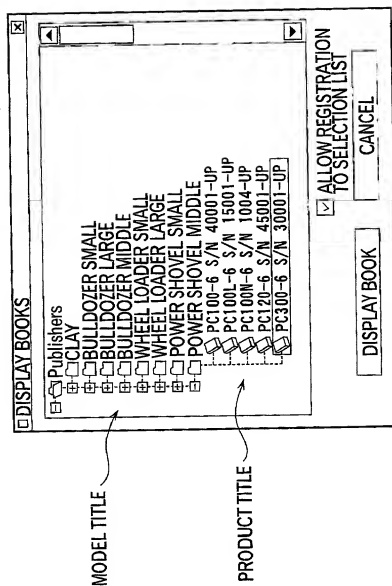 DISPLAY BOOKS
Publishers
CLAY
BULLDOZER SMALL
BULLDOZER LARGE
BULLDOZER MIDDLE
WHEEL LOADER SMALL
WHEEL LOADER LARGE
POWER SHOVEL SMALL
POWER SHOVEL MIDDLE
PC100-6 S/N 40001-UP
PC100L-6 S/N 15001-UP
PC100N-6 S/N 1004-UP
PC120-6 S/N 45001-UP
PC300-6 S/N 30001-UP
ALLOW REGISTRATION
TO SELECTION LIST
DISPLAY BOOK
CANCEL
MODEL TITLE
PRODUCT TITLE